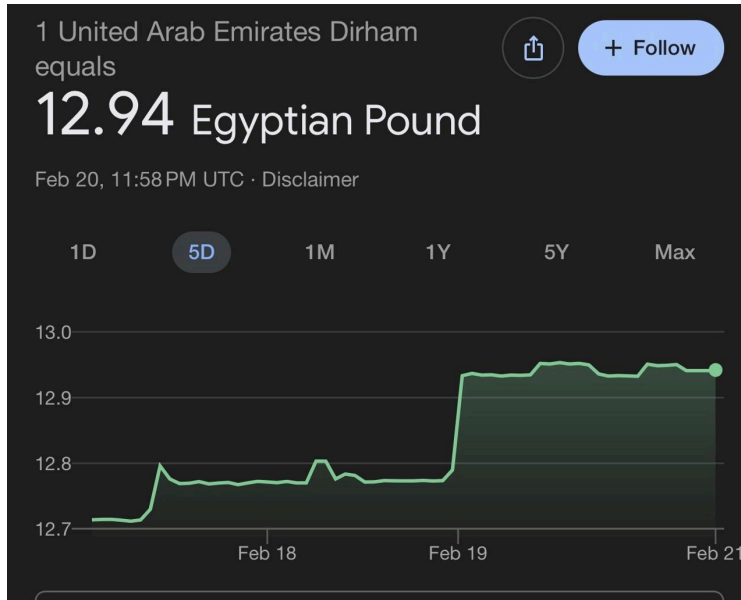 1 United Arab Emirates Dirham
equals
+ Follow
12.94 Egyptian Pound
Feb 20, 11:58 PM UTC · Disclaimer
1D 5D 1M 1Y 5Y Max
13.0
12.9
12.8
12.7
Feb 18 Feb 19 Feb 21